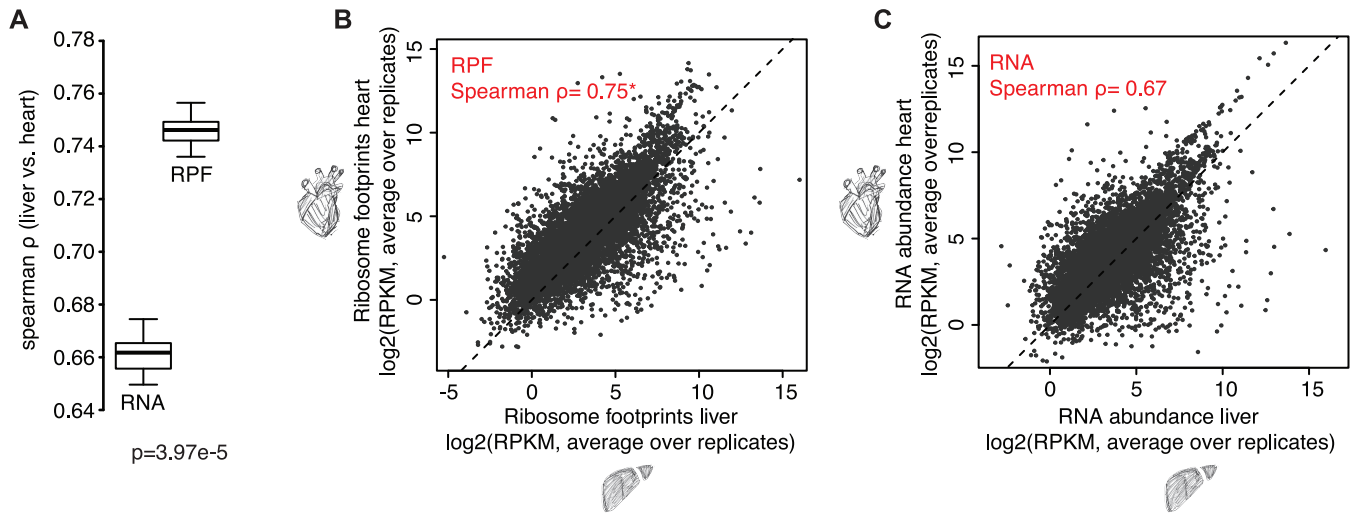 A
spearman ρ (liver vs. heart)
0.78
0.76
0.74
0.72
0.70
0.68
0.66
0.64
RPF
RNA
p=3.97e-5
B
Ribosome footprints heart
log2(RPKM, average over replicates)
15
10
5
0
RPF
Spearman ρ= 0.75*
-5 0 5 10 15
Ribosome footprints liver
log2(RPKM, average over replicates)
C
RNA abundance heart
log2(RPKM, average overreplicates)
15
10
5
0
RNA
Spearman ρ= 0.67
0 5 10 15
RNA abundance liver
log2(RPKM, average over replicates)